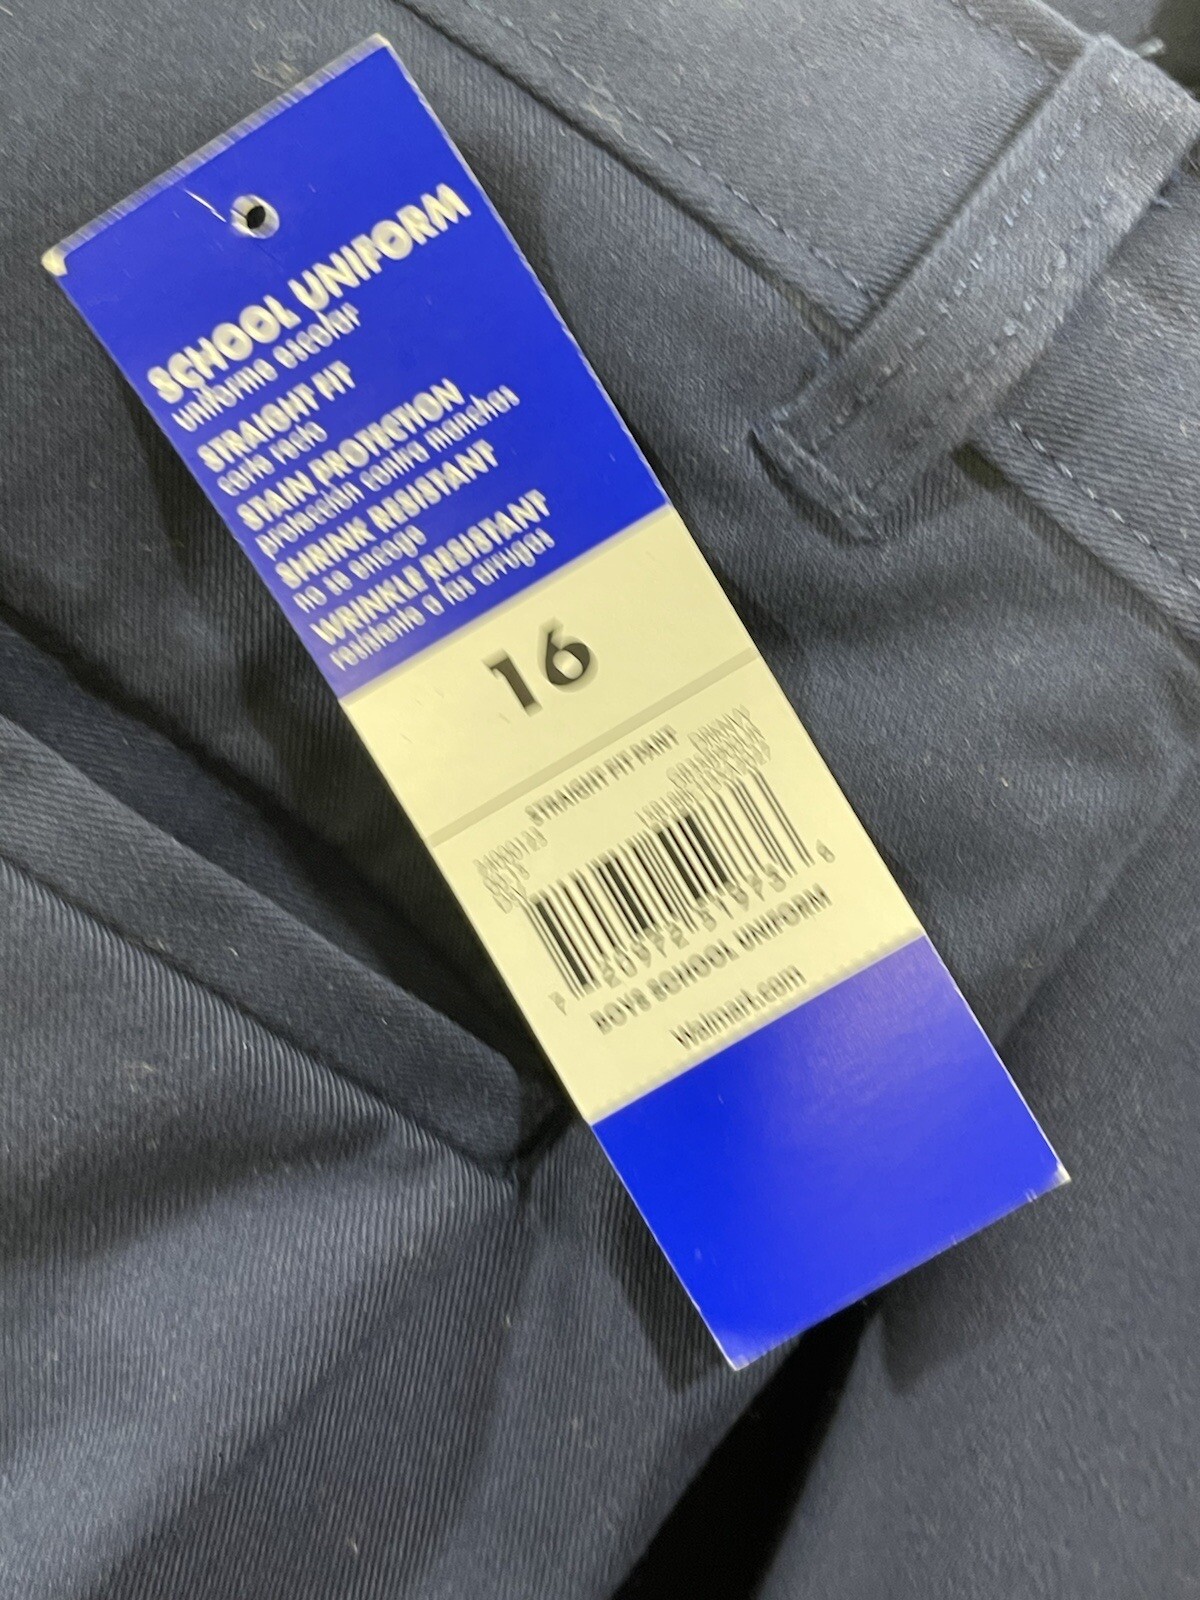 SCHOOL UNIFORM
uniforme escolar
STRAIGHT FIT
corte recto
STAIN PROTECTION
protección contra manchas
SHRINK RESISTANT
no se encoge
WRINKLE RESISTANT
resistente a las arrugas
16
STRAIGHT FIT PANT
BOYS SCHOOL UNIFORM
Walmart.com